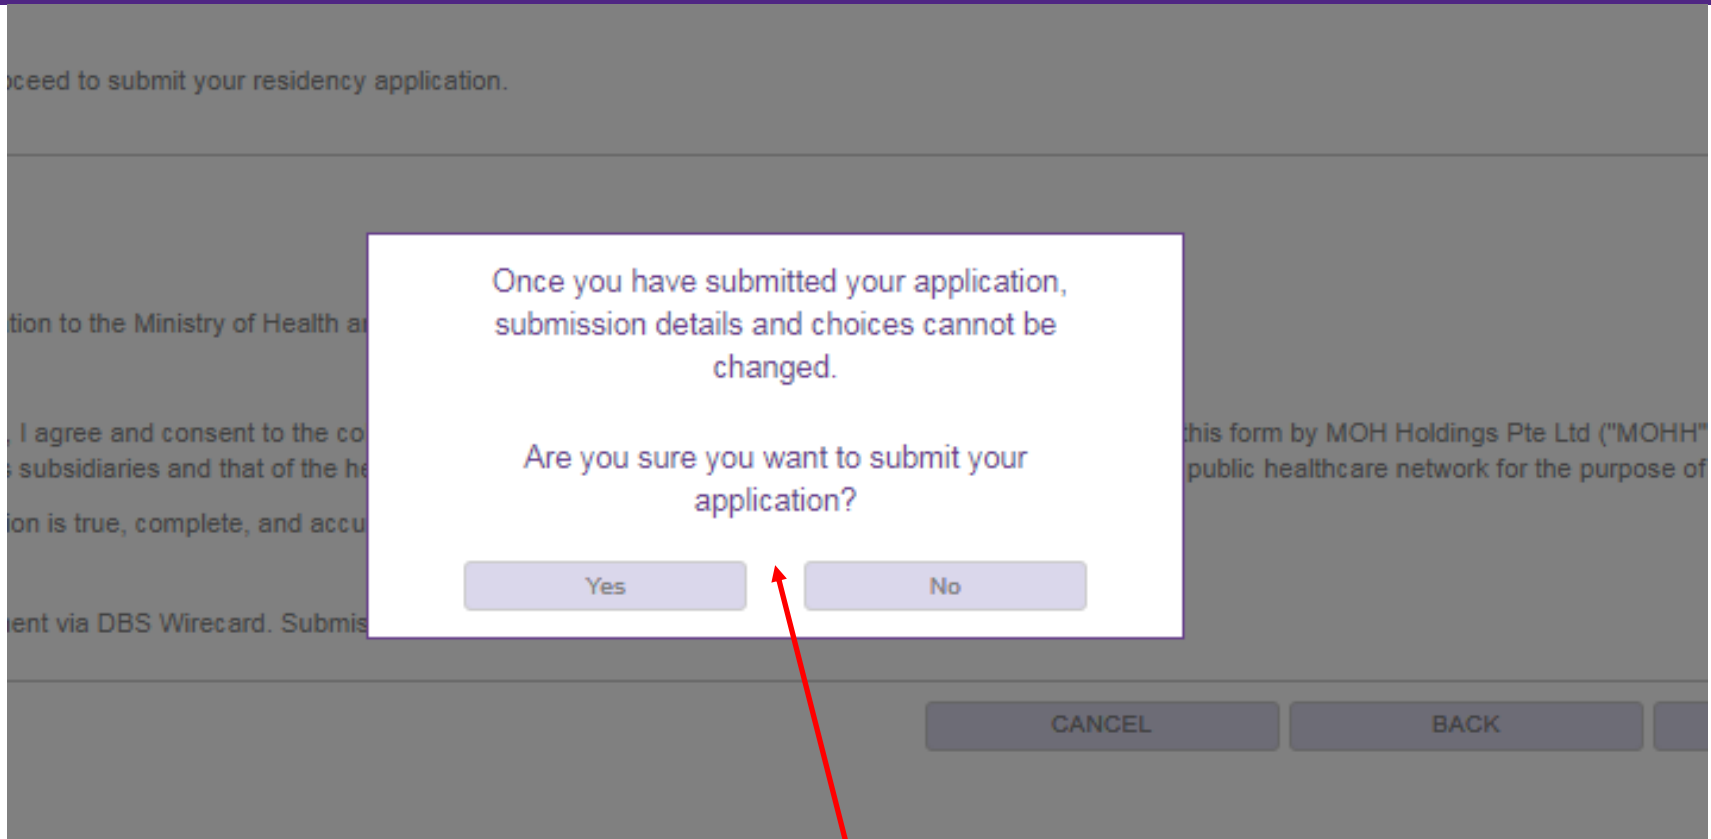 ceed to submit your residency application.
Once you have submitted your application,
submission details and choices cannot be
changed.
tion to the Ministry of Health
, I agree and consent to the
this form by MOH Holdings Pte Ltd ("MOHH"
subsidiaries and that of the
public healthcare network for the purpose of
Are you sure you want to submit your
application?
ion is true, complete, and accu
Yes
No
ent via DBS Wirecard. Submis
CANCEL
BACK